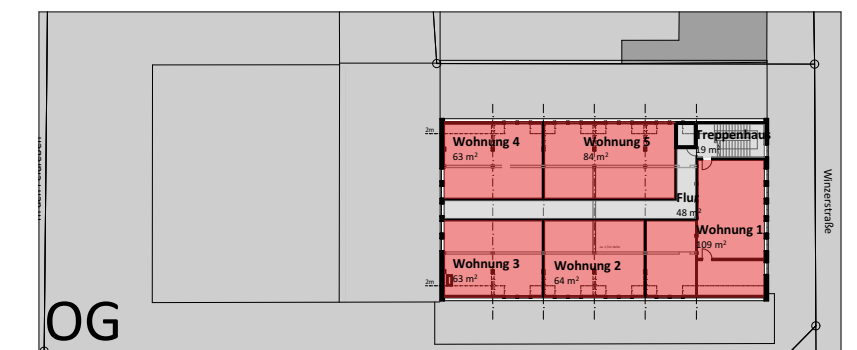 2m
Wohnung 4
63 m²
Wohnung 5
84 m²
Treppenhaus
19 m²
Flur
48 m²
Wohnung 1
109 m²
Wohnung 3
63 m²
Wohnung 2
64 m²
2m
Winzerstraße
OG